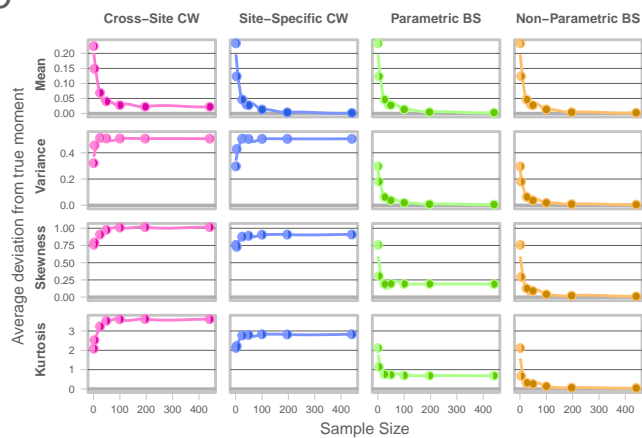 Cross-Site CW Site-Specific CW Parametric BS Non-Parametric BS
Average deviation from true moment
Mean
0.20
0.15
0.10
0.05
0.00
Variance
0.4
0.2
0.0
Skewness
1.00
0.75
0.25
0.00
Kurtosis
3
2
1
0
0 100 200 300 400 0 100 200 300 400 0 100 200 300 400 0 100 200 300 400
Sample Size